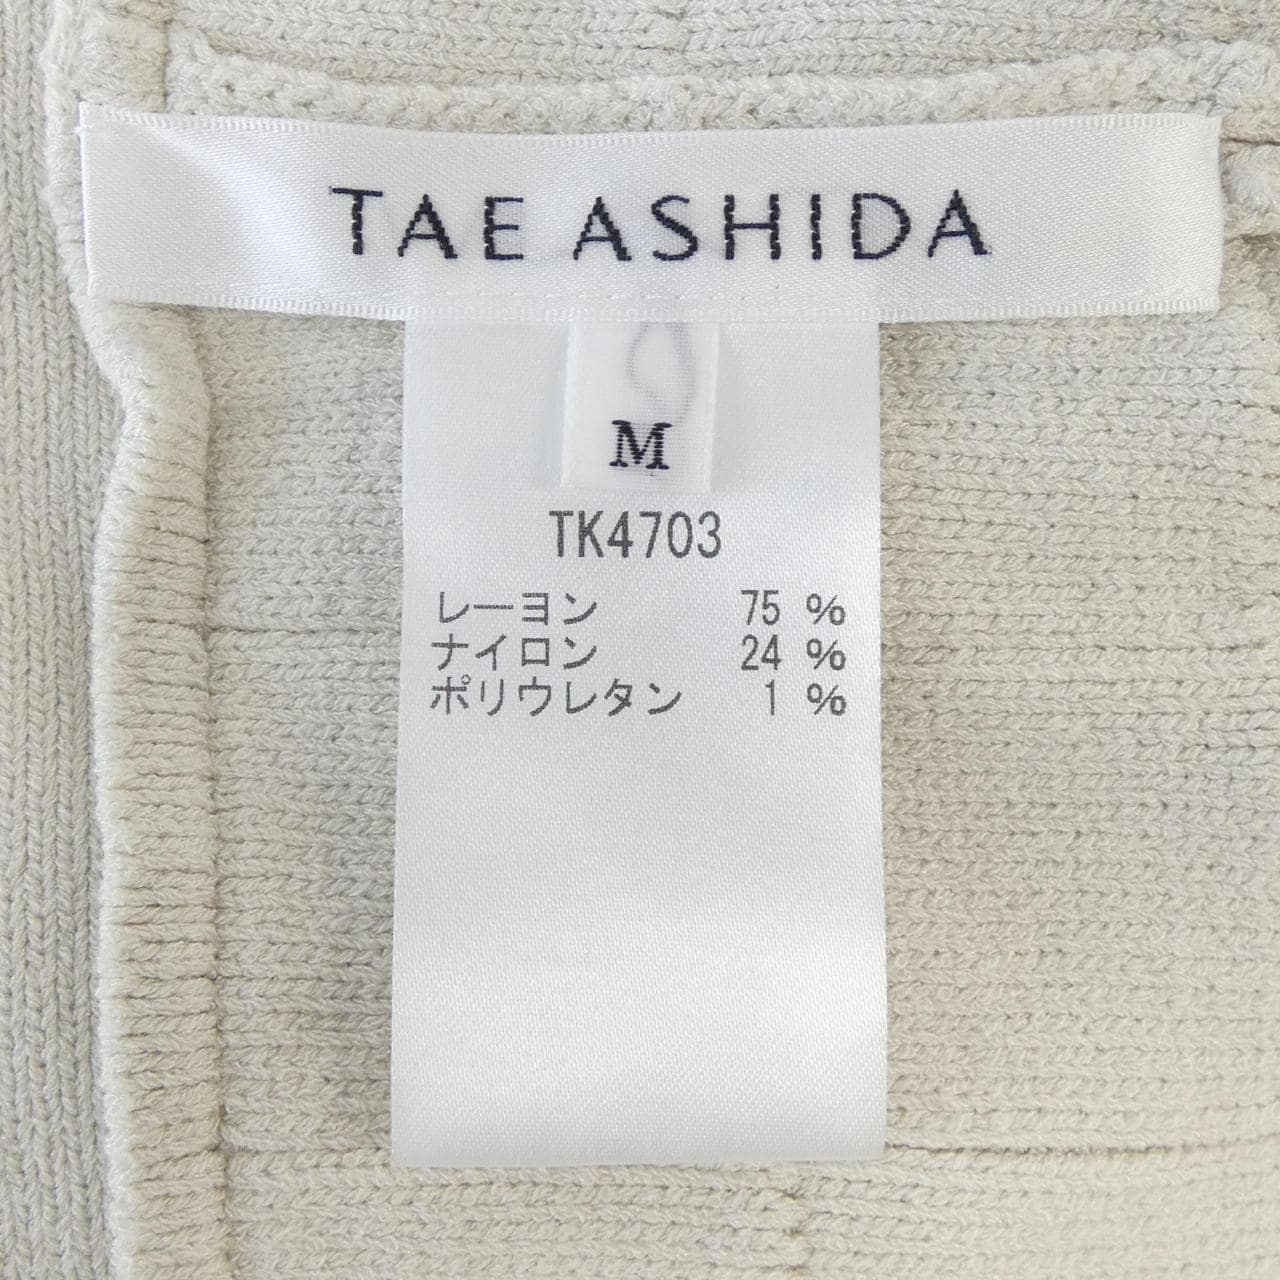 TAE ASHIDA
M
TK4703
レーヨン 75 %
ナイロン 24 %
ポリウレタン 1 %